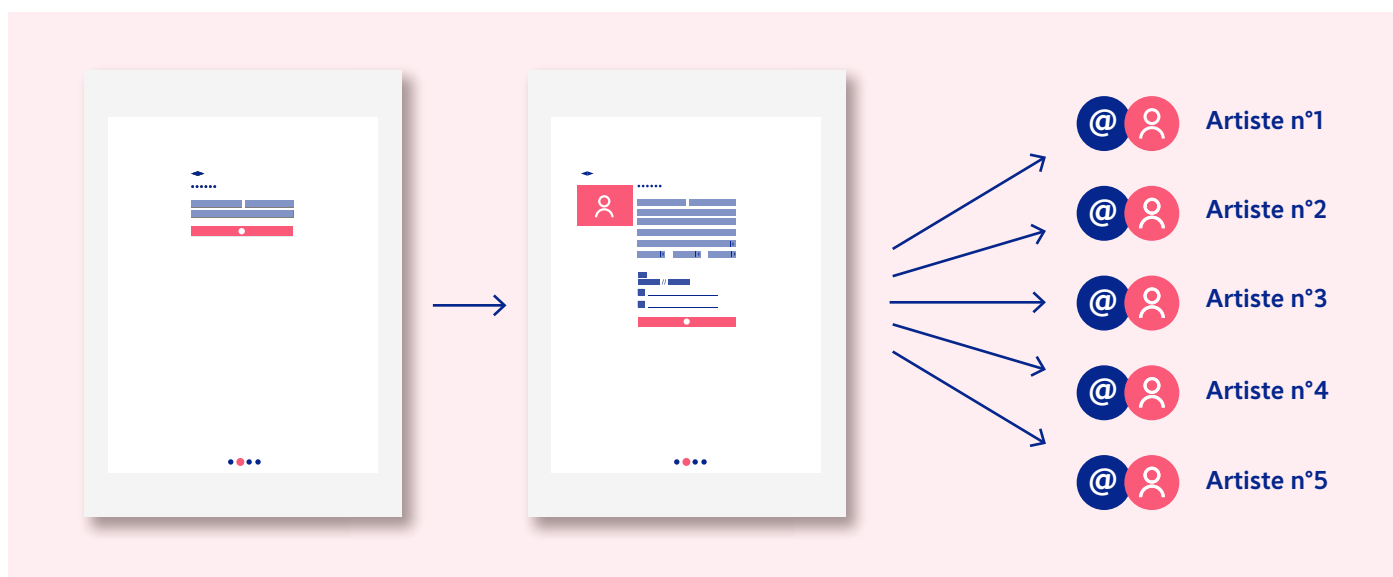 @ Artiste n°1
@ Artiste n°2
@ Artiste n°3
@ Artiste n°4
@ Artiste n°5